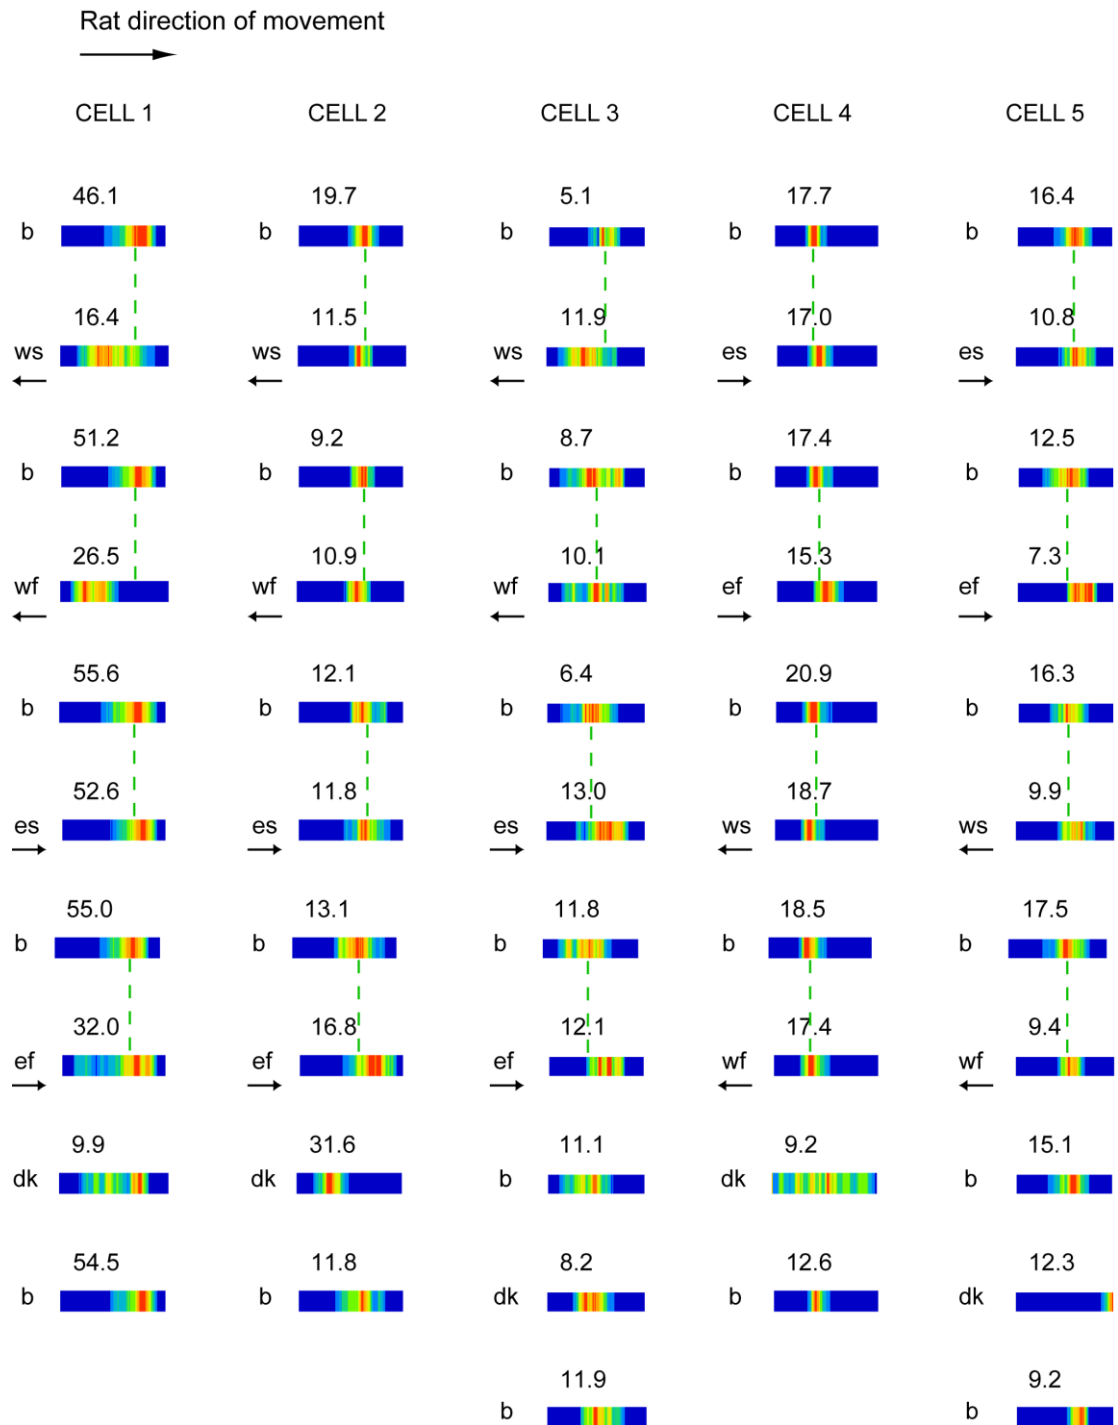 Rat direction of movement
CELL 1 CELL 2 CELL 3 CELL 4 CELL 5
46.1 19.7 5.1 17.7 16.4
b b b b b
16.4 11.5 11.9 17.0 10.8
ws ws ws es es
51.2 9.2 8.7 17.4 12.5
b b b b b
26.5 10.9 10.1 15.3 7.3
wf wf wf ef ef
55.6 12.1 6.4 20.9 16.3
b b b b b
52.6 11.8 13.0 18.7 9.9
es es es ws ws
55.0 13.1 11.8 18.5 17.5
b b b b b
32.0 16.8 12.1 17.4 9.4
ef ef ef wf wf
9.9 31.6 11.1 9.2 15.1
dk dk b dk b
54.5 11.8 8.2 12.6 12.3
b b dk b dk
11.9 9.2
b b